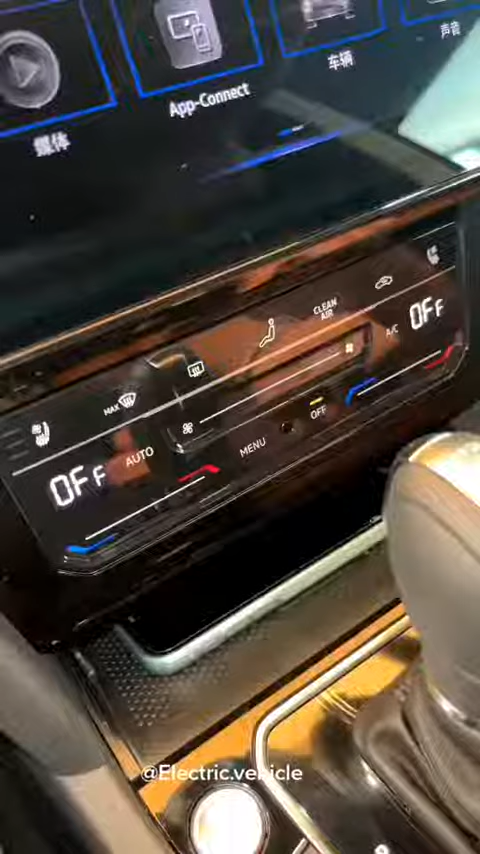 声音
车辆
App-Connect
媒体
CLEAN
AIR
A/C
OFF
MAX
OFF
MENU
AUTO
OFF
@Electric.vehicle